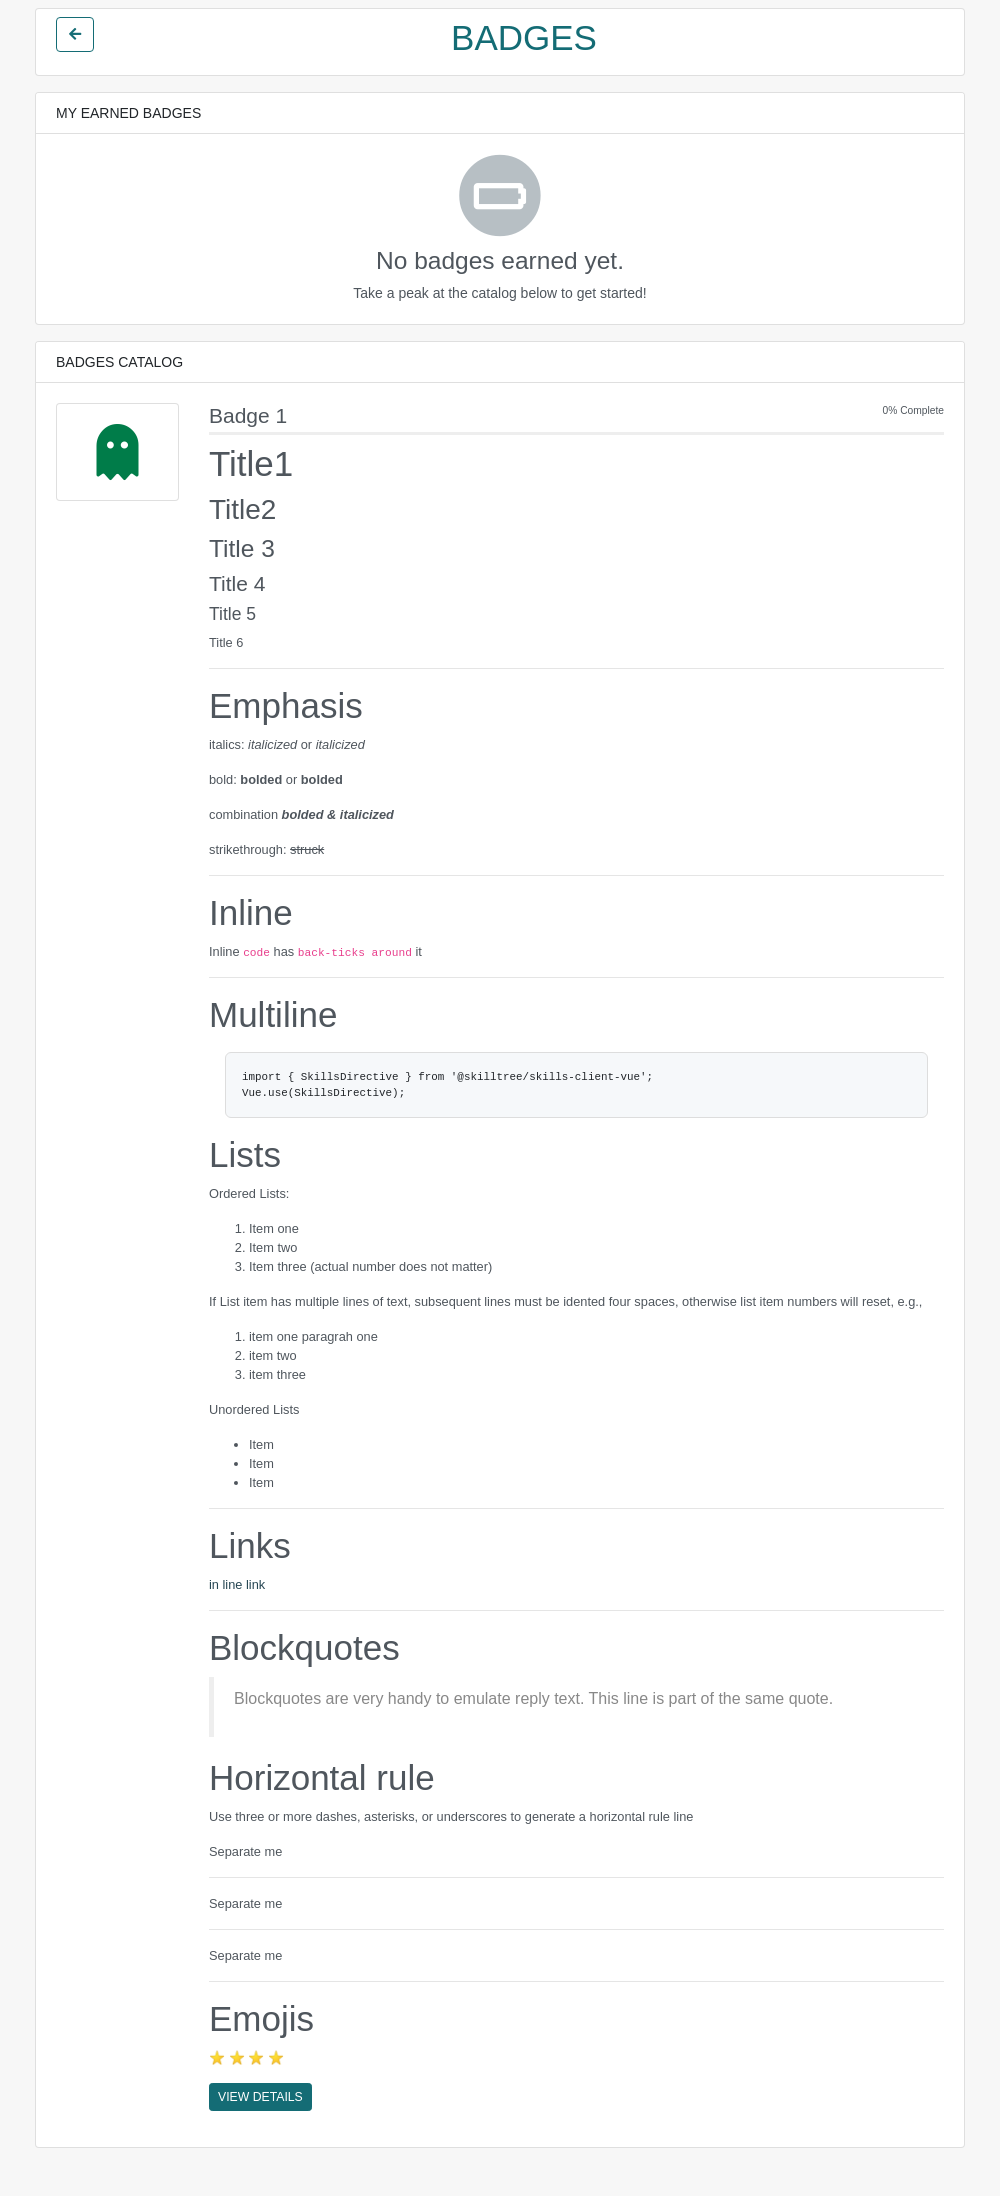 BADGES
MY EARNED BADGES
No badges earned yet.
Take a peak at the catalog below to get started!
BADGES CATALOG
Badge 1
0% Complete
Title1
Title2
Title 3
Title 4
Title 5
Title 6
Emphasis
italics: italicized or italicized
bold: bolded or bolded
combination bolded & italicized
strikethrough: struck
Inline
Inline code has back-ticks around it
Multiline
import { SkillsDirective } from '@skilltree/skills-client-vue';
Vue.use(SkillsDirective);
Lists
Ordered Lists:
1. Item one
2. Item two
3. Item three (actual number does not matter)
If List item has multiple lines of text, subsequent lines must be idented four spaces, otherwise list item numbers will reset, e.g.,
1. item one paragrah one
2. item two
3. item three
Unordered Lists
• Item
• Item
• Item
Links
in line link
Blockquotes
Blockquotes are very handy to emulate reply text. This line is part of the same quote.
Horizontal rule
Use three or more dashes, asterisks, or underscores to generate a horizontal rule line
Separate me
Separate me
Separate me
Emojis
⭐ ⭐ ⭐ ⭐
VIEW DETAILS